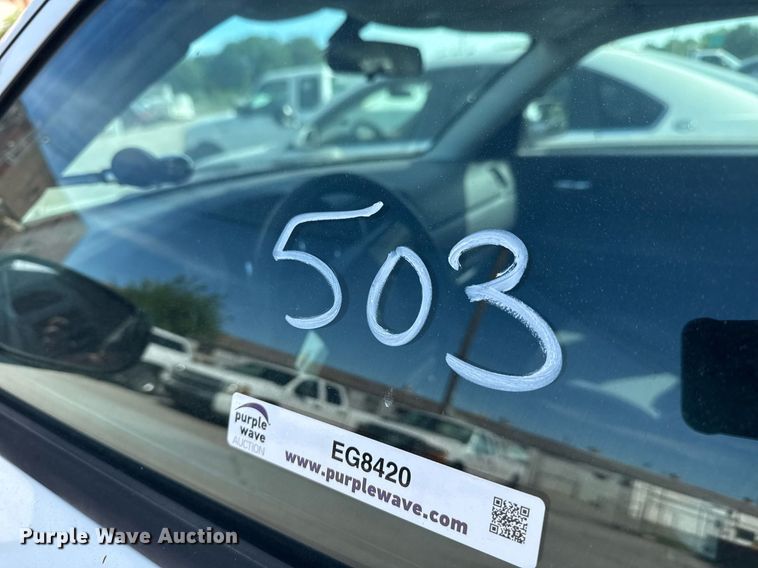 503
purple
wave
AUCTION
EG8420
www.purplewave.com
Purple Wave Auction